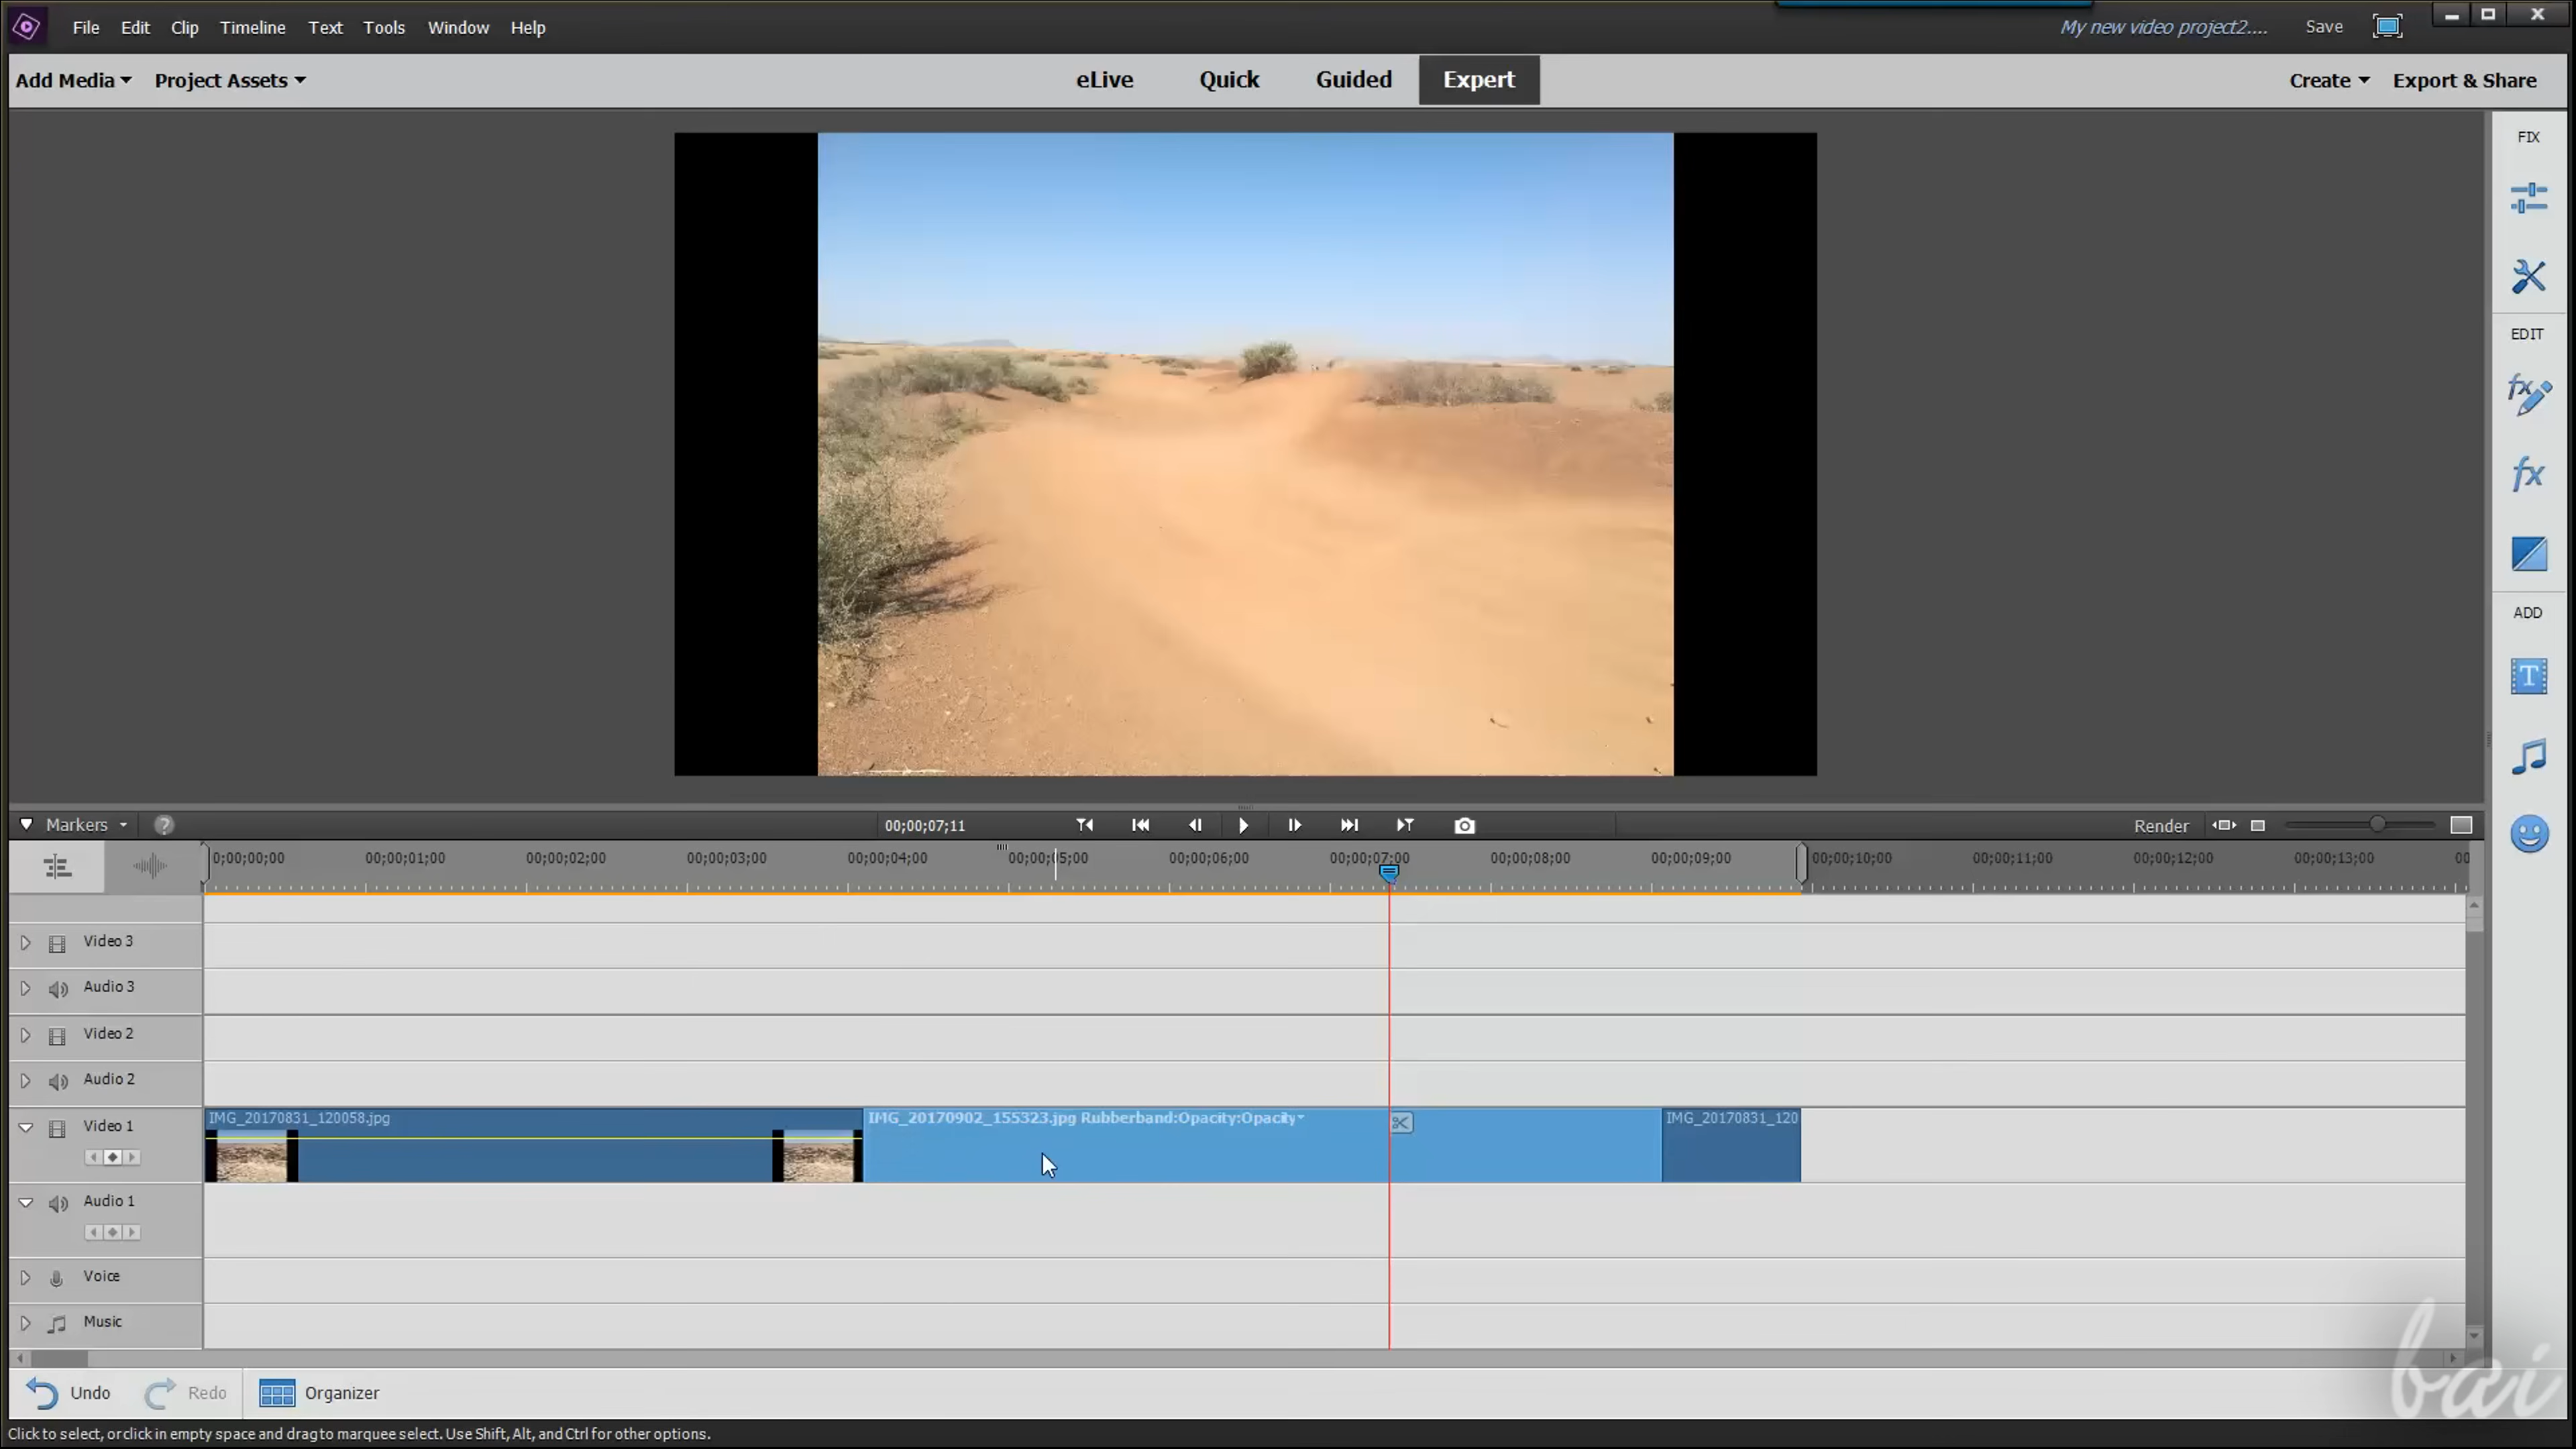 File Edit Clip Timeline Text Tools Window Help
My new video project2.... Save
Add Media Project Assets eLive Quick Guided Expert Create Export & Share
FIX
EDIT
fx
fx
ADD
T
Markers ? 00;00;07;11 Render
0;00;00;00 00;00;01;00 00;00;02;00 00;00;03;00 00;00;04;00 00;00;05;00 00;00;06;00 00;00;07;00 00;00;08;00 00;00;09;00 00;00;10;00 00;00;11;00 00;00;12;00 00;00;13;00 00
Video 3
Audio 3
Video 2
Audio 2
Video 1 IMG_20170831_120058.jpg IMG_20170902_155323.jpg Rubberband:Opacity:Opacity IMG_20170831_120
Audio 1
Voice
Music
Undo Redo Organizer
bai
Click to select, or click in empty space and drag to marquee select. Use Shift, Alt, and Ctrl for other options.